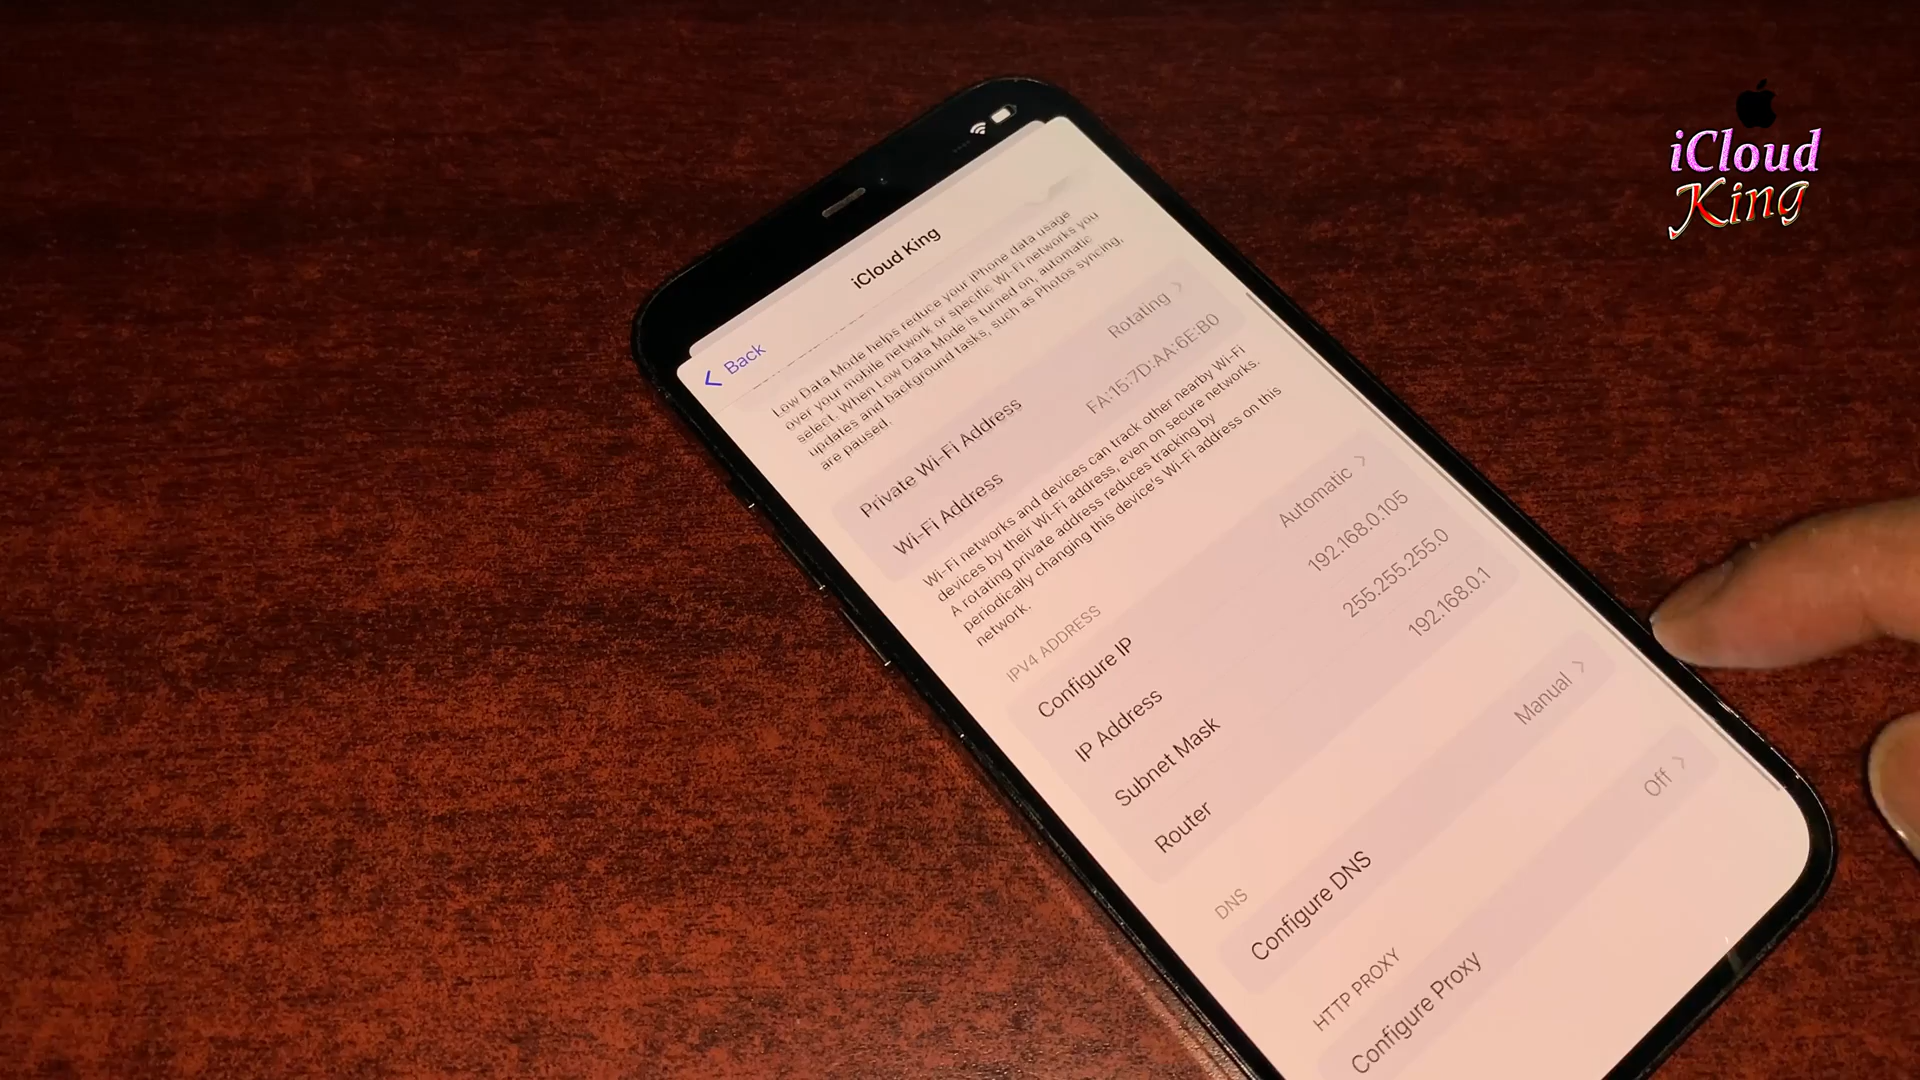 iCloud
King
iCloud King
Back
Low Data Mode helps reduce your iPhone data usage
over your mobile network or specific Wi-Fi networks you
select. When Low Data Mode is turned on, automatic
updates and background tasks, such as Photos syncing,
are paused.
Private Wi-Fi Address Rotating
Wi-Fi Address FA:15:7D:AA:6E:B0
Wi-Fi networks and devices can track other nearby Wi-Fi
devices by their Wi-Fi address, even on secure networks.
A rotating private address reduces tracking by
periodically changing this device's Wi-Fi address on this
network.
IPV4 ADDRESS
Configure IP Automatic
IP Address 192.168.0.105
Subnet Mask 255.255.255.0
Router 192.168.0.1
DNS
Configure DNS Manual
HTTP PROXY
Configure Proxy Off